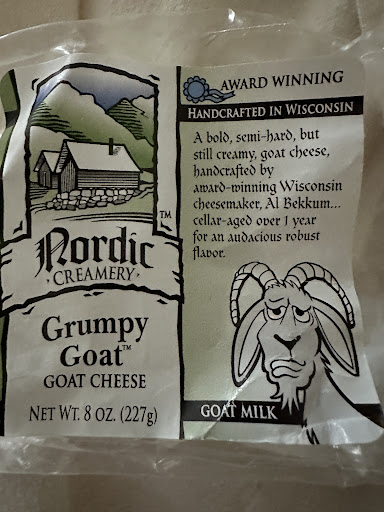 Nordic
CREAMERY
TM
Grumpy
Goat™
GOAT CHEESE
NET WT. 8 OZ. (227g)
AWARD WINNING
HANDCRAFTED IN WISCONSIN
A bold, semi-hard, but
still creamy, goat cheese,
handcrafted by
award-winning Wisconsin
cheesemaker, Al Bekkum...
cellar-aged over 1 year
for an audacious robust
flavor.
GOAT MILK